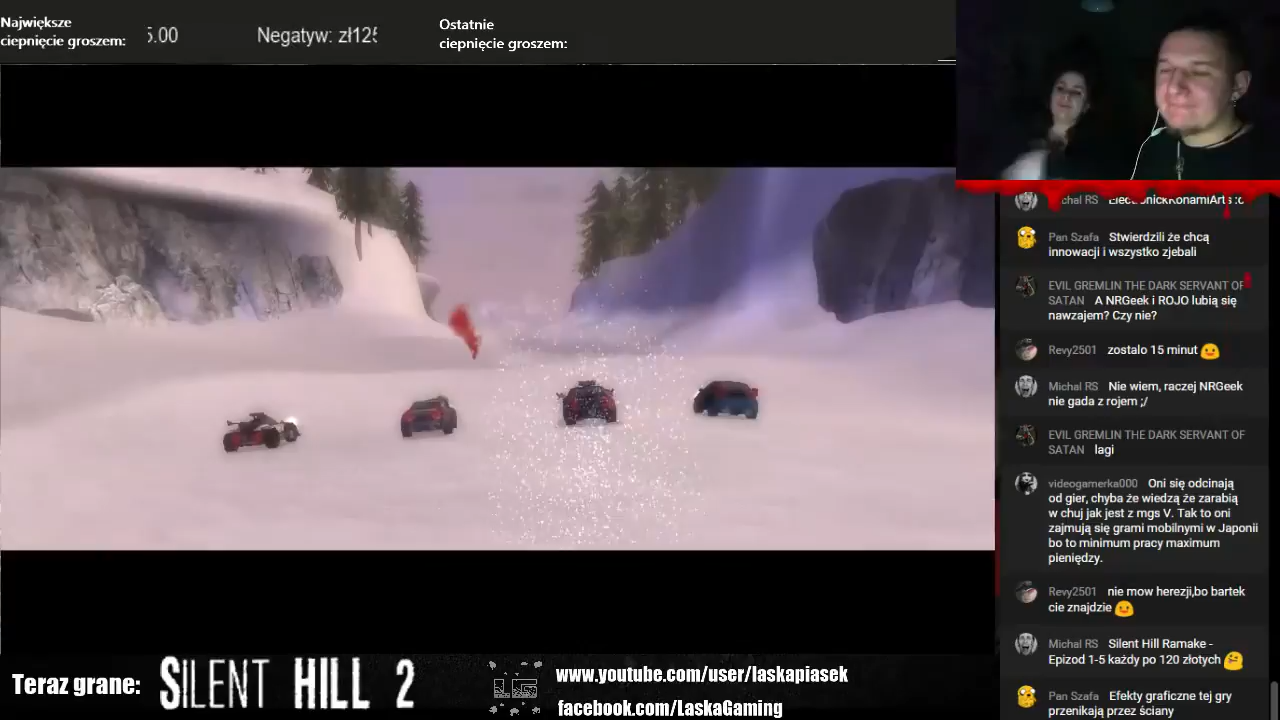 Największe
ciepnięcie groszem:
5.00
Negatyw: zł125
Ostatnie
ciepnięcie groszem:
Michal RS ElectronickKonamiArts :c
Pan Szafa Stwierdzili że chcą
innowacji i wszystko zjebali
EVIL GREMLIN THE DARK SERVANT OF
SATAN A NRGeek i ROJO lubią się
nawzajem? Czy nie?
Revy2501 zostalo 15 minut
Michal RS Nie wiem, raczej NRGeek
nie gada z rojem ;/
EVIL GREMLIN THE DARK SERVANT OF
SATAN lagi
videogamerka000 Oni się odcinają
od gier, chyba że wiedzą że zarabią
w chuj jak jest z mgs V. Tak to oni
zajmują się grami mobilnymi w Japonii
bo to minimum pracy maximum
pieniędzy.
Revy2501 nie mow herezji,bo bartek
cie znajdzie
Michal RS Silent Hill Ramake -
Epizod 1-5 każdy po 120 złotych
Pan Szafa Efekty graficzne tej gry
przenikają przez ściany
Teraz grane:
SILENT HILL 2
LG
www.youtube.com/user/laskapiasek
facebook.com/LaskaGaming